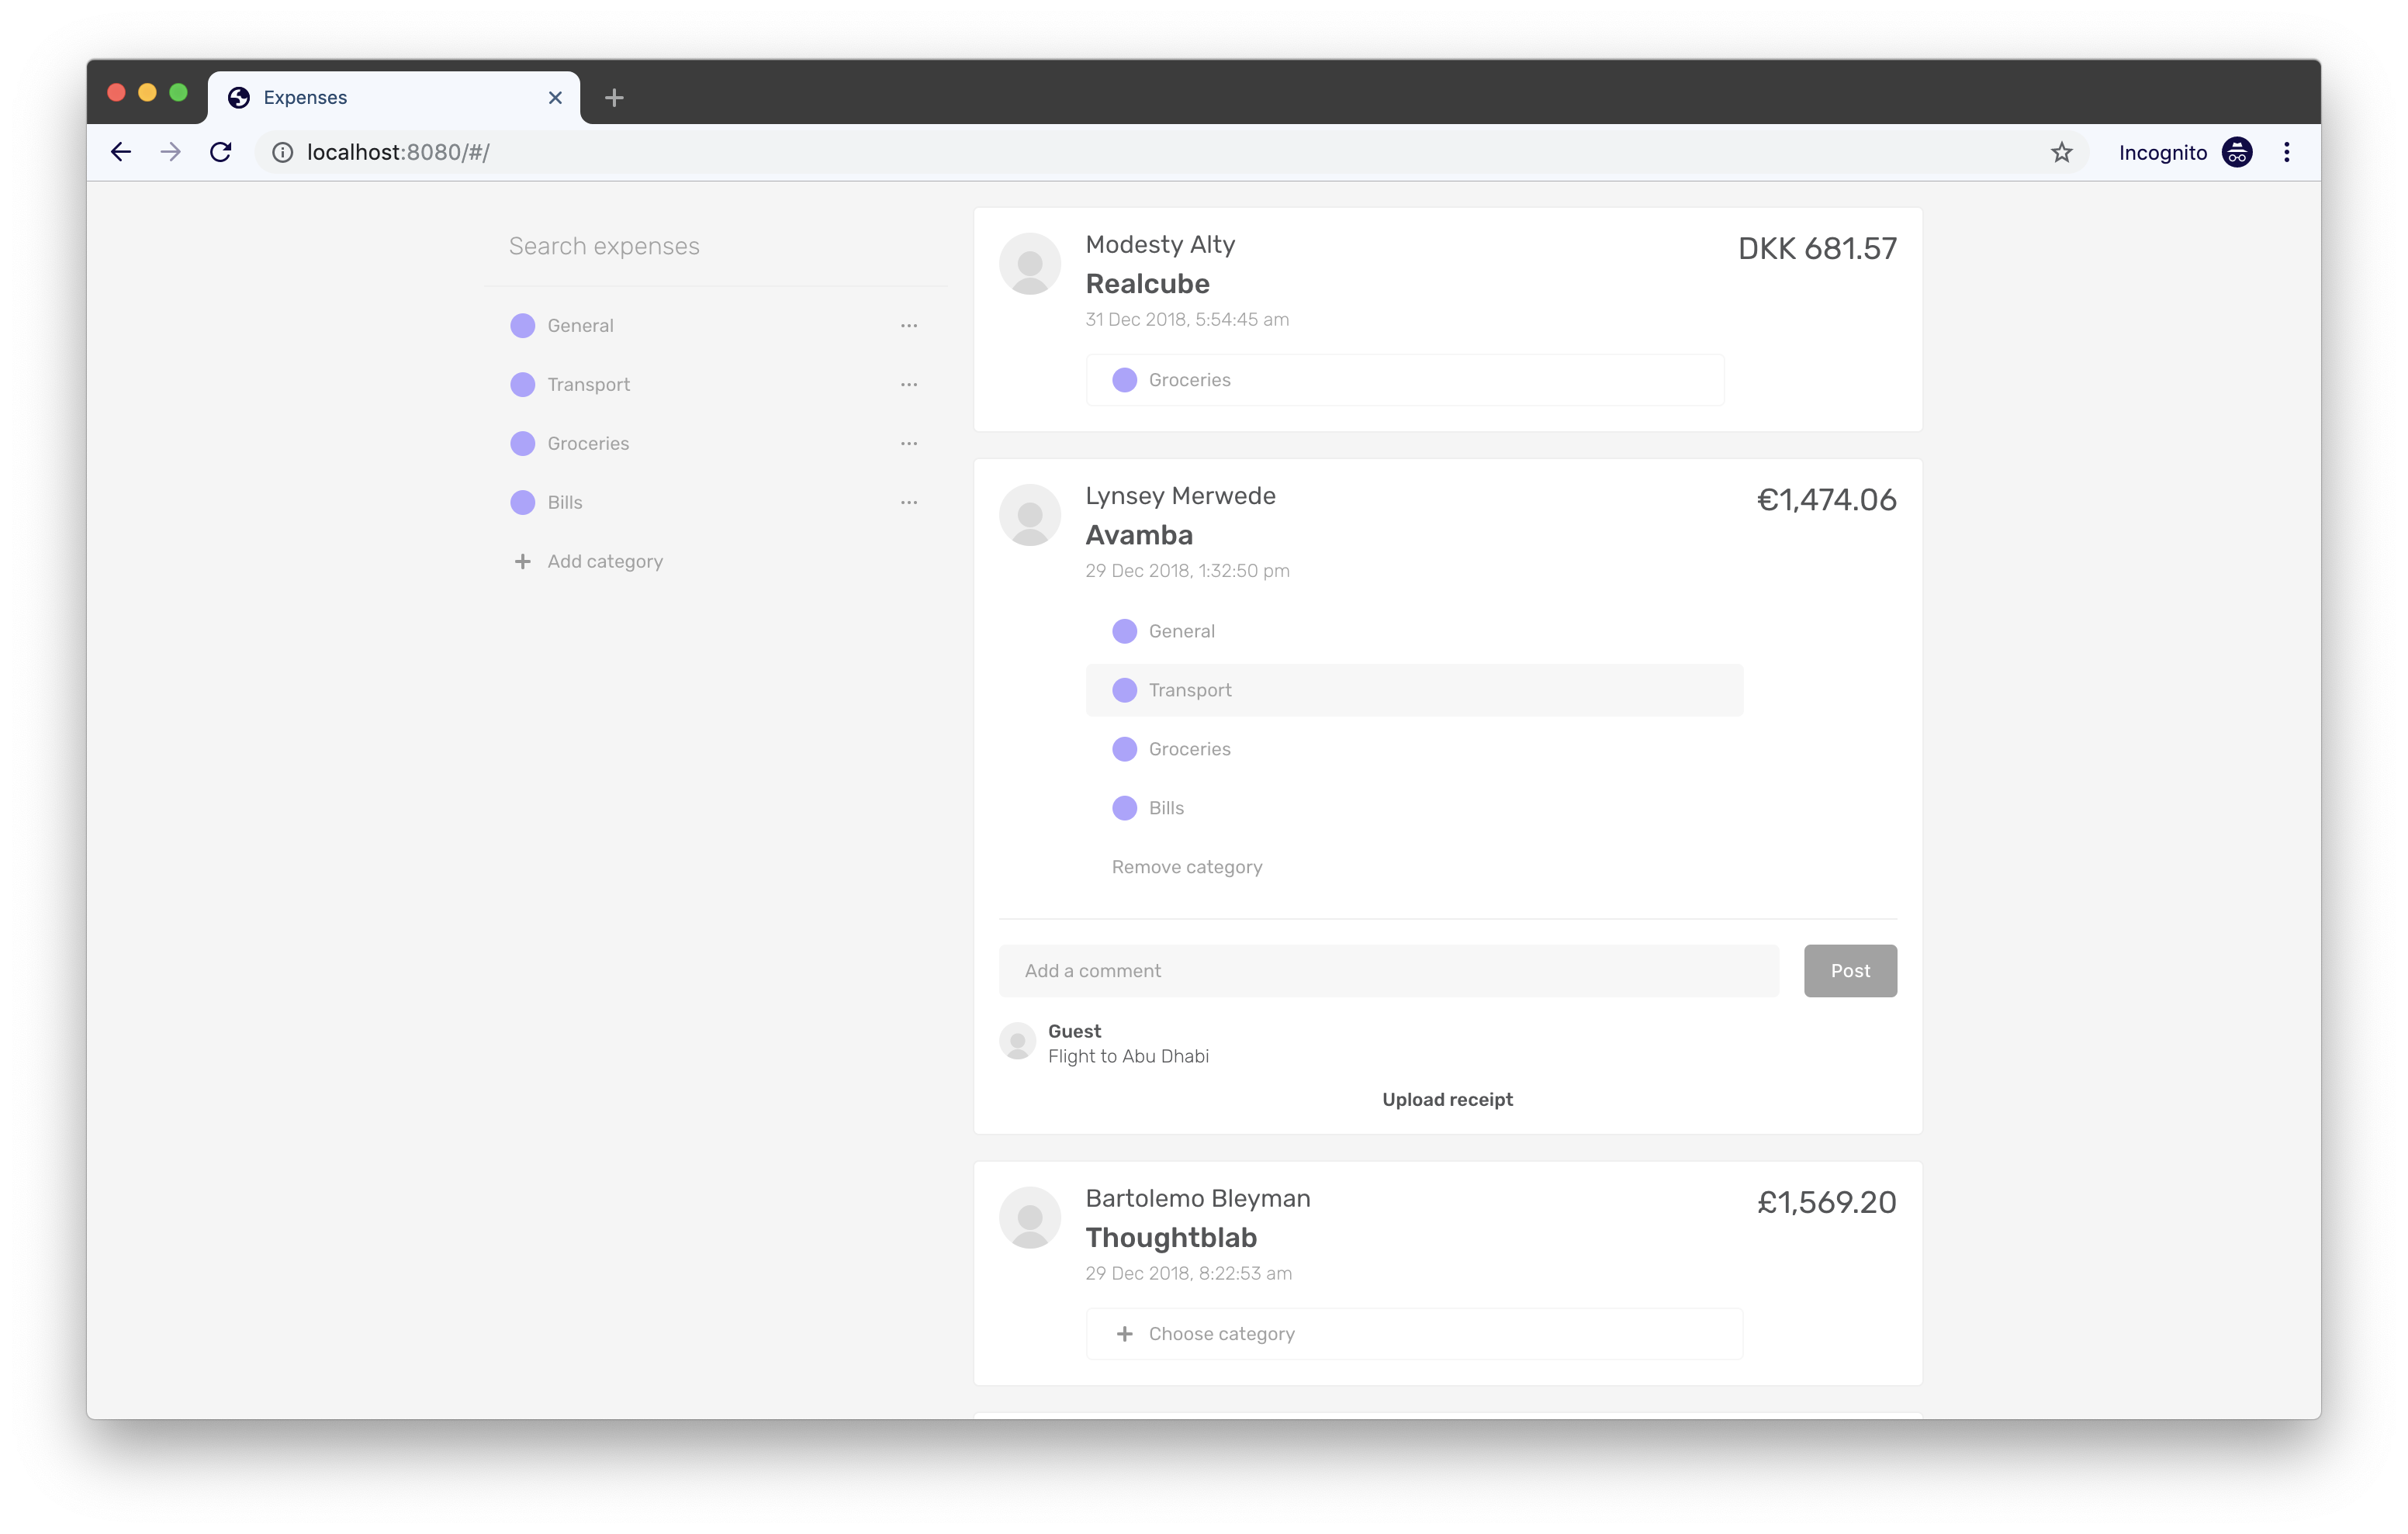 Expenses
localhost:8080/#/
Incognito
Search expenses
General
Transport
Groceries
Bills
Add category
Modesty Alty
DKK 681.57
Realcube
31 Dec 2018, 5:54:45 am
Groceries
Lynsey Merwede
€1,474.06
Avamba
29 Dec 2018, 1:32:50 pm
General
Transport
Groceries
Bills
Remove category
Add a comment
Post
Guest
Flight to Abu Dhabi
Upload receipt
Bartolemo Bleyman
£1,569.20
Thoughtblab
29 Dec 2018, 8:22:53 am
Choose category